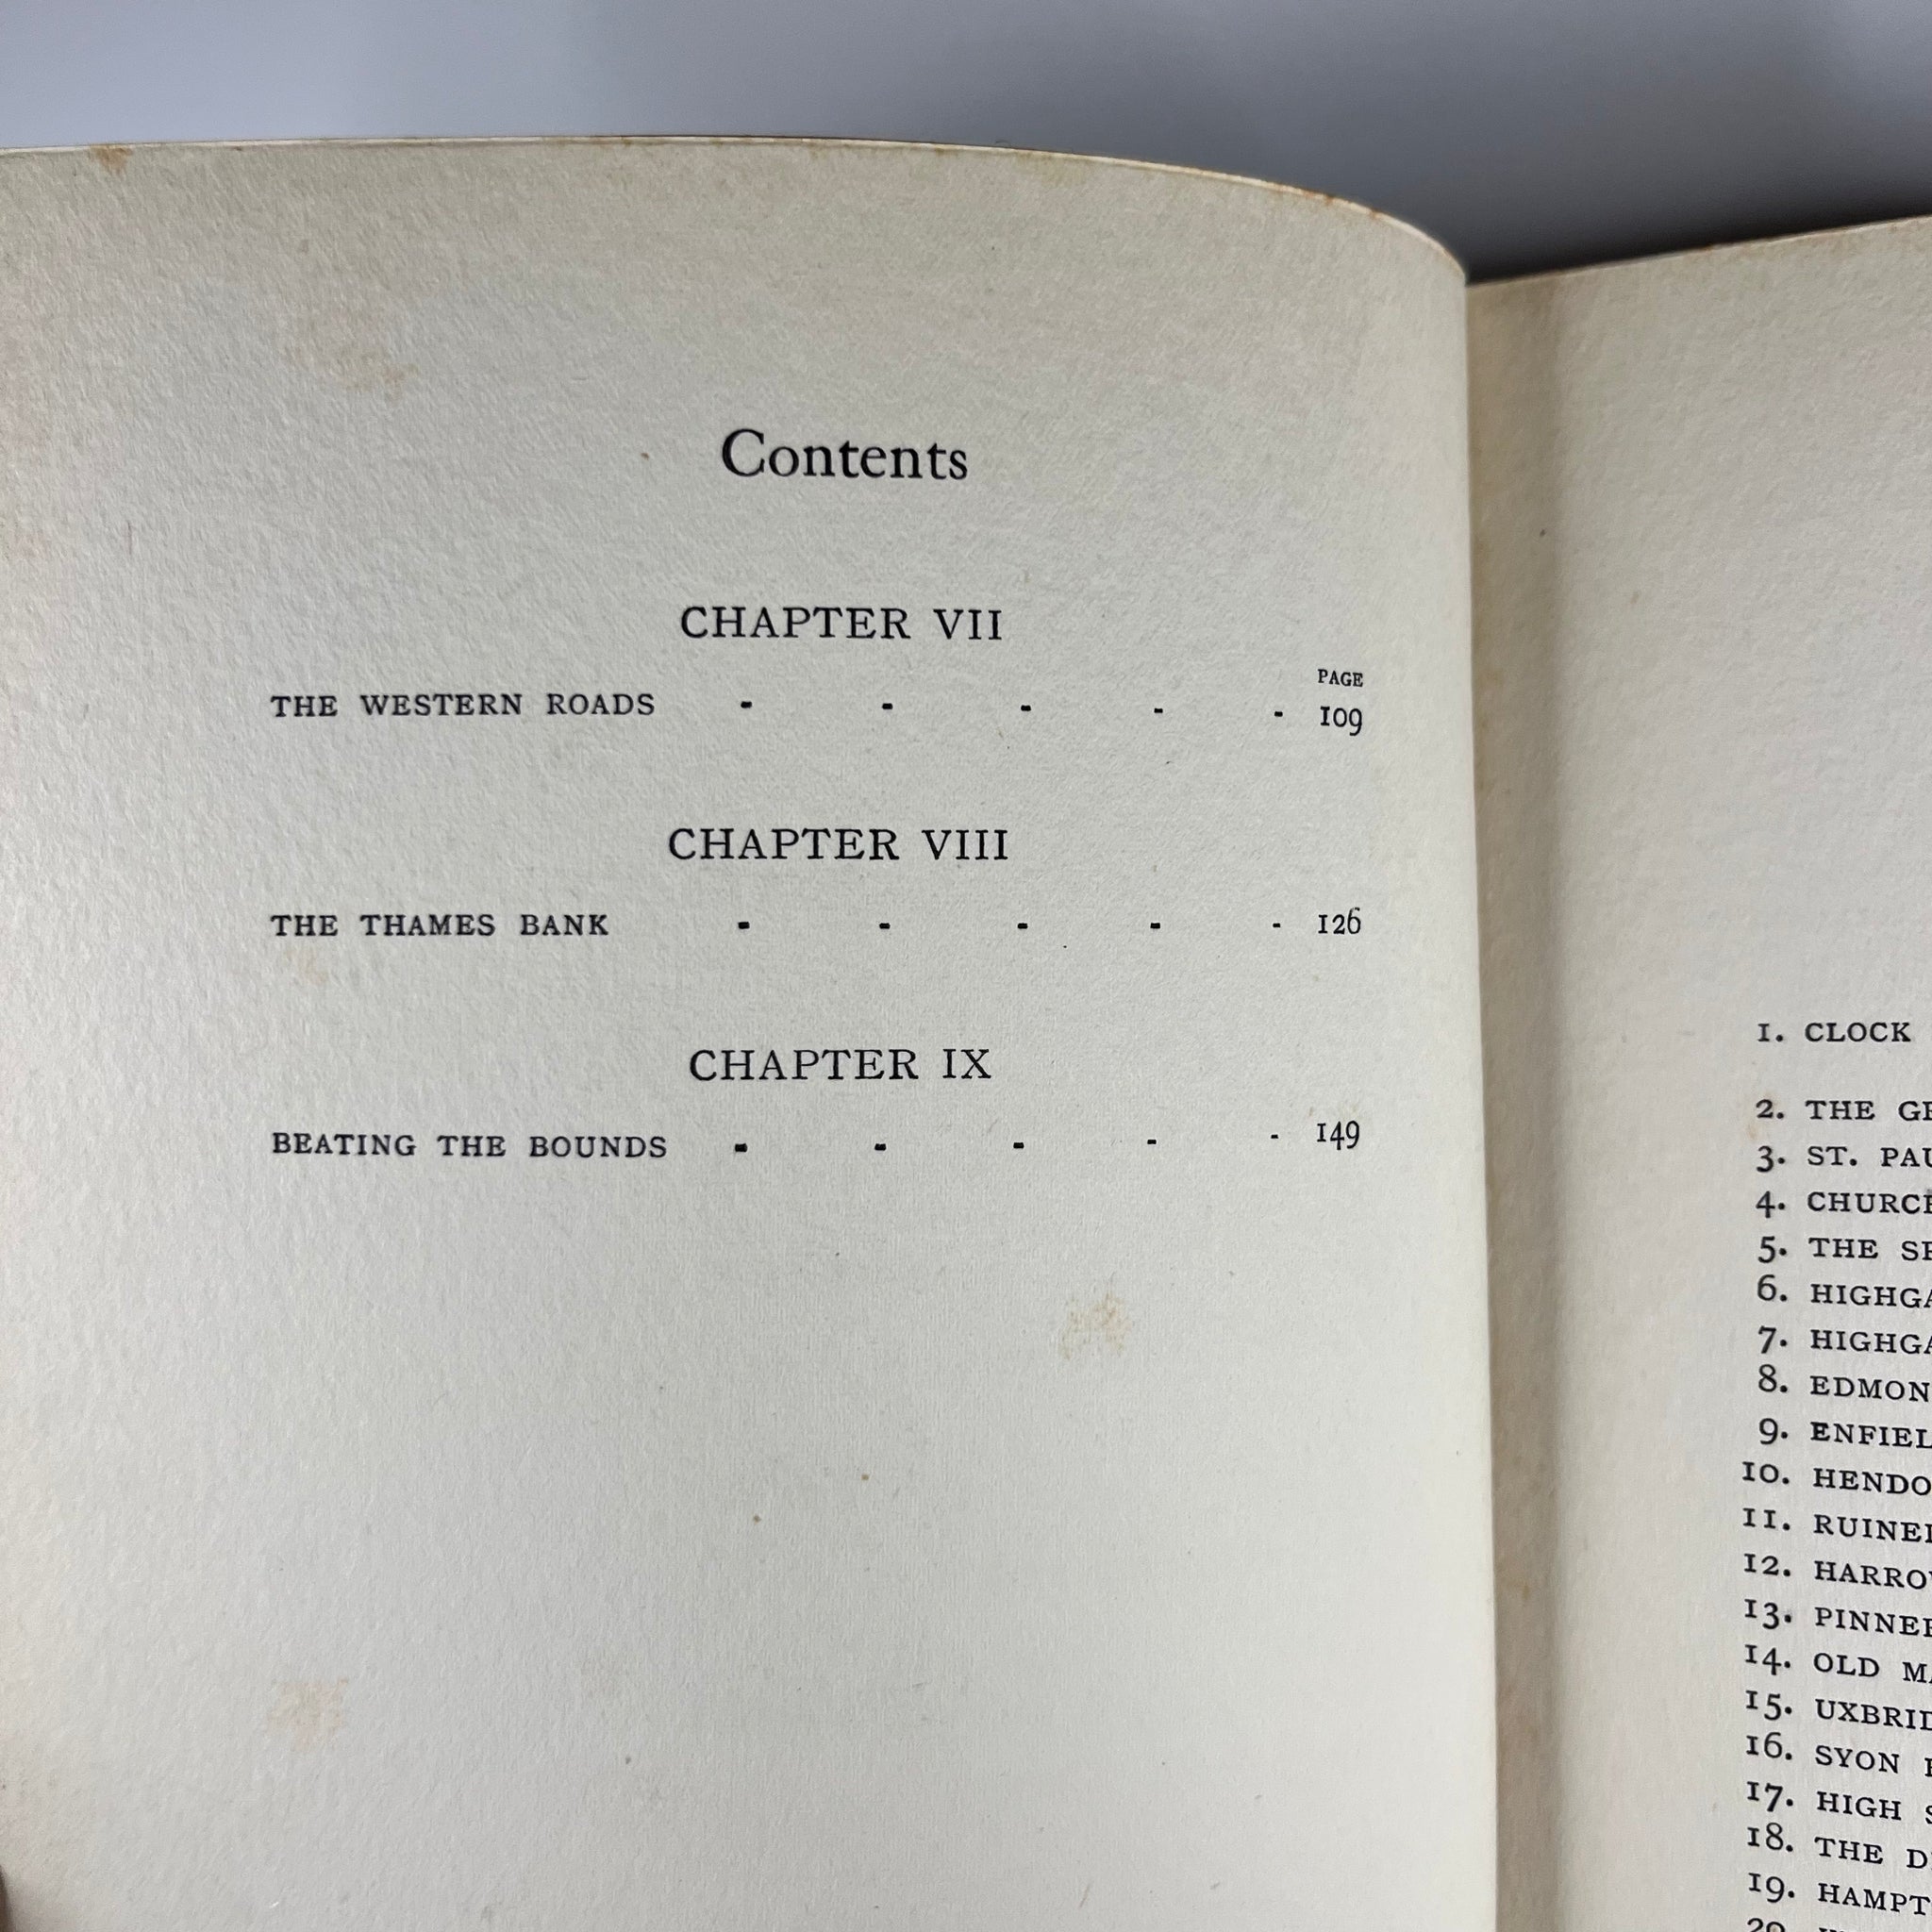 Contents
CHAPTER VII
PAGE
THE WESTERN ROADS - - - - - 109
CHAPTER VIII
THE THAMES BANK - - - - - 126
CHAPTER IX
BEATING THE BOUNDS - - - - - 149
1. CLOCK
2. THE
3. ST.
4.
5. THE
6.
7.
8.
9.
10.
11.
12.
13.
14. OLD
15.
16. SYON
17. HIGH
18. THE
19.
20.